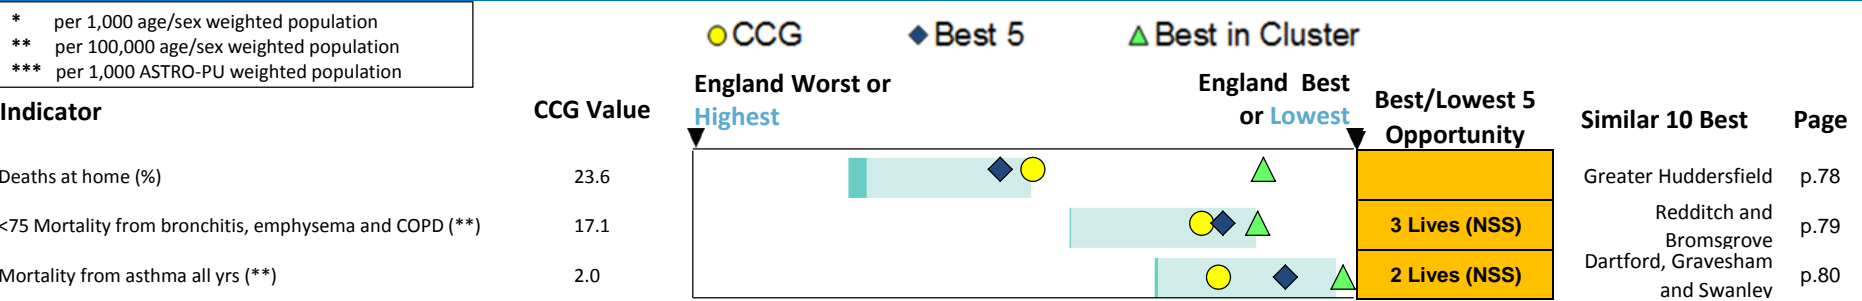 * per 1,000 age/sex weighted population
** per 100,000 age/sex weighted population
*** per 1,000 ASTRO-PU weighted population
CCG Best 5 Best in Cluster
Indicator
CCG Value
England Worst or
Highest
England Best
or Lowest
Best/Lowest 5
Opportunity
Similar 10 Best
Page
Deaths at home (%) 23.6 Greater Huddersfield p.78
<75 Mortality from bronchitis, emphysema and COPD (**) 17.1 3 Lives (NSS) Redditch and
Bromsgrove p.79
Mortality from asthma all yrs (**) 2.0 2 Lives (NSS) Dartford, Gravesham
and Swanley p.80